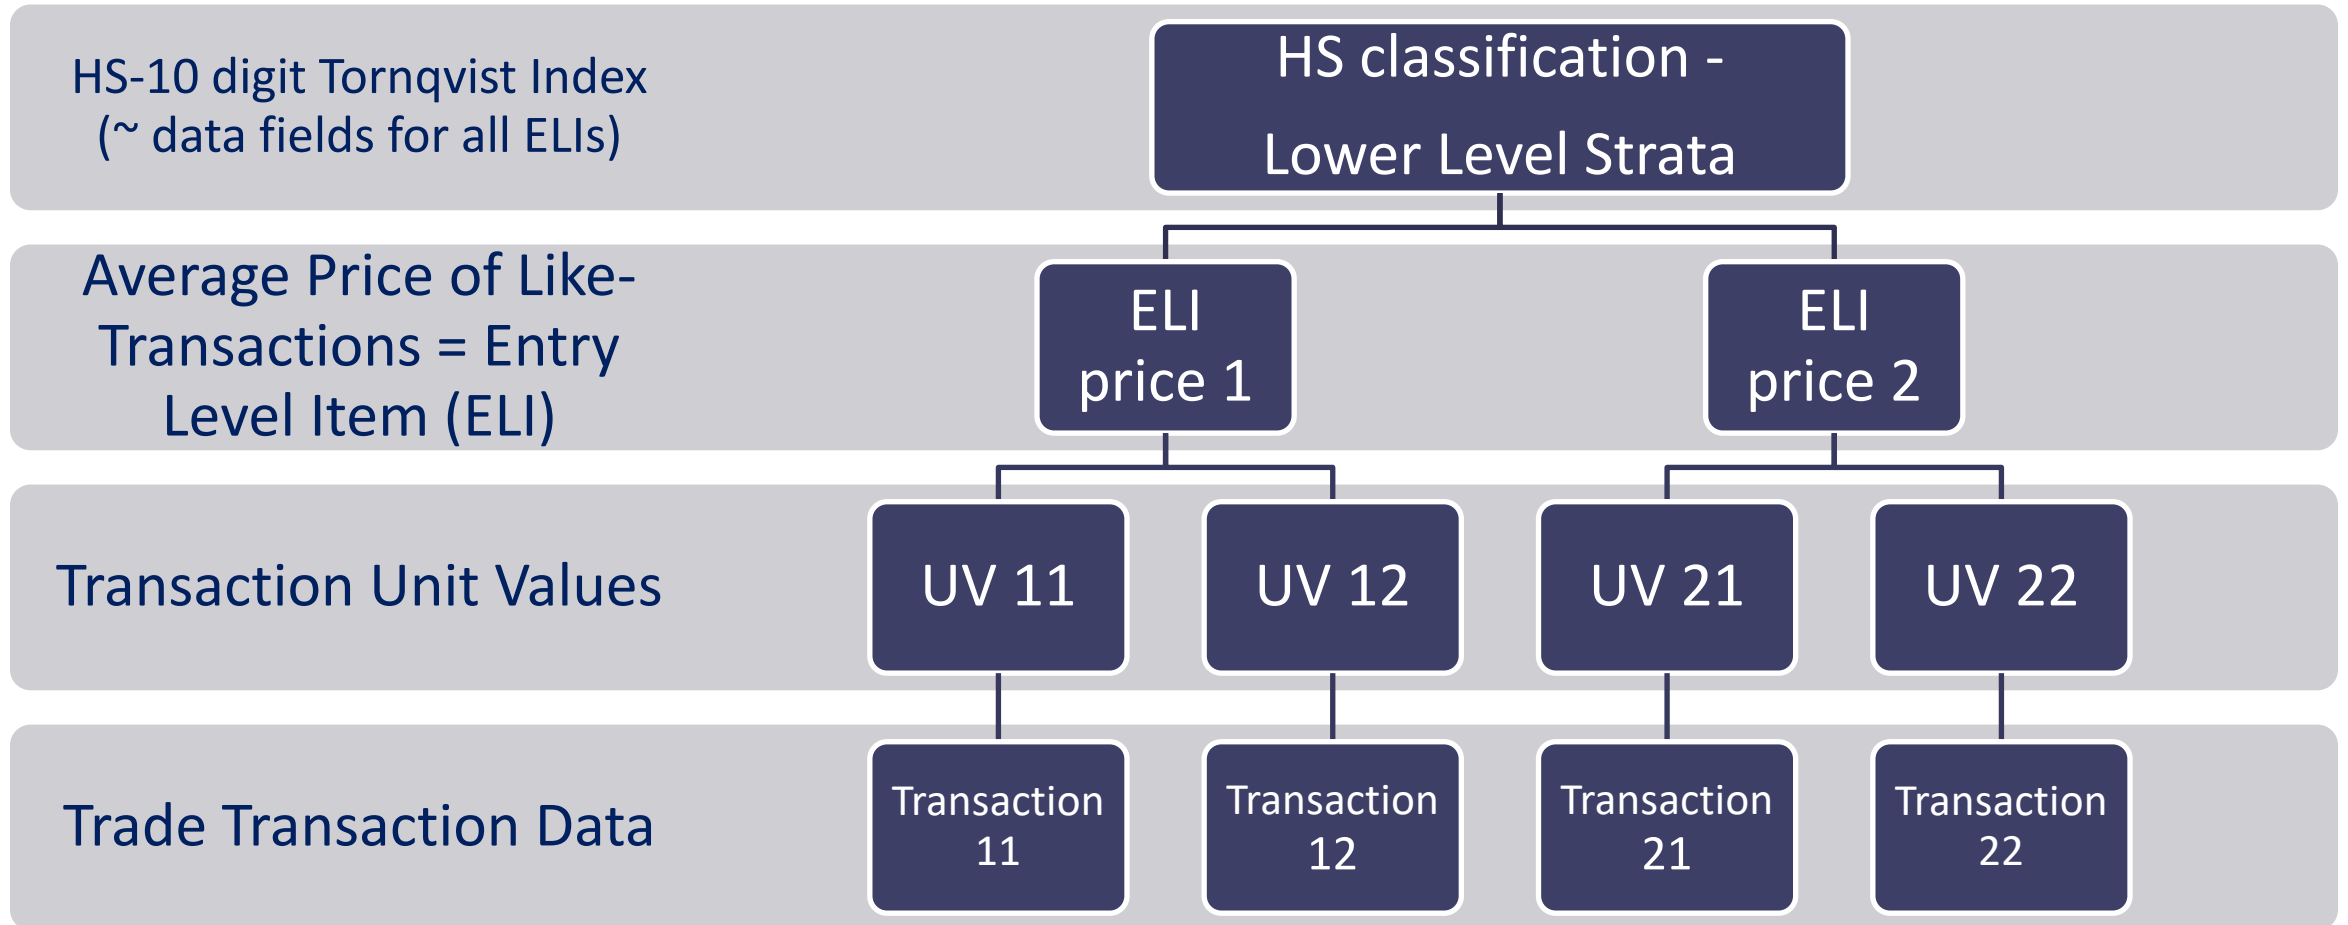 HS-10 digit Tornqvist Index
(~ data fields for all ELIs)
HS classification -
Lower Level Strata
Average Price of Like-
Transactions = Entry
Level Item (ELI)
ELI
price 1
ELI
price 2
Transaction Unit Values
UV 11
UV 12
UV 21
UV 22
Trade Transaction Data
Transaction
11
Transaction
12
Transaction
21
Transaction
22